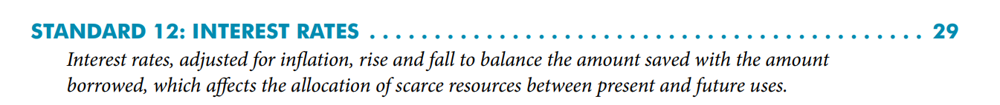 STANDARD 12: INTEREST RATES . . . . . . . . . . . . . . . . . . . . . . . . . . . . . . . . . . . . . . . . . . . 29
Interest rates, adjusted for inflation, rise and fall to balance the amount saved with the amount
borrowed, which affects the allocation of scarce resources between present and future uses.